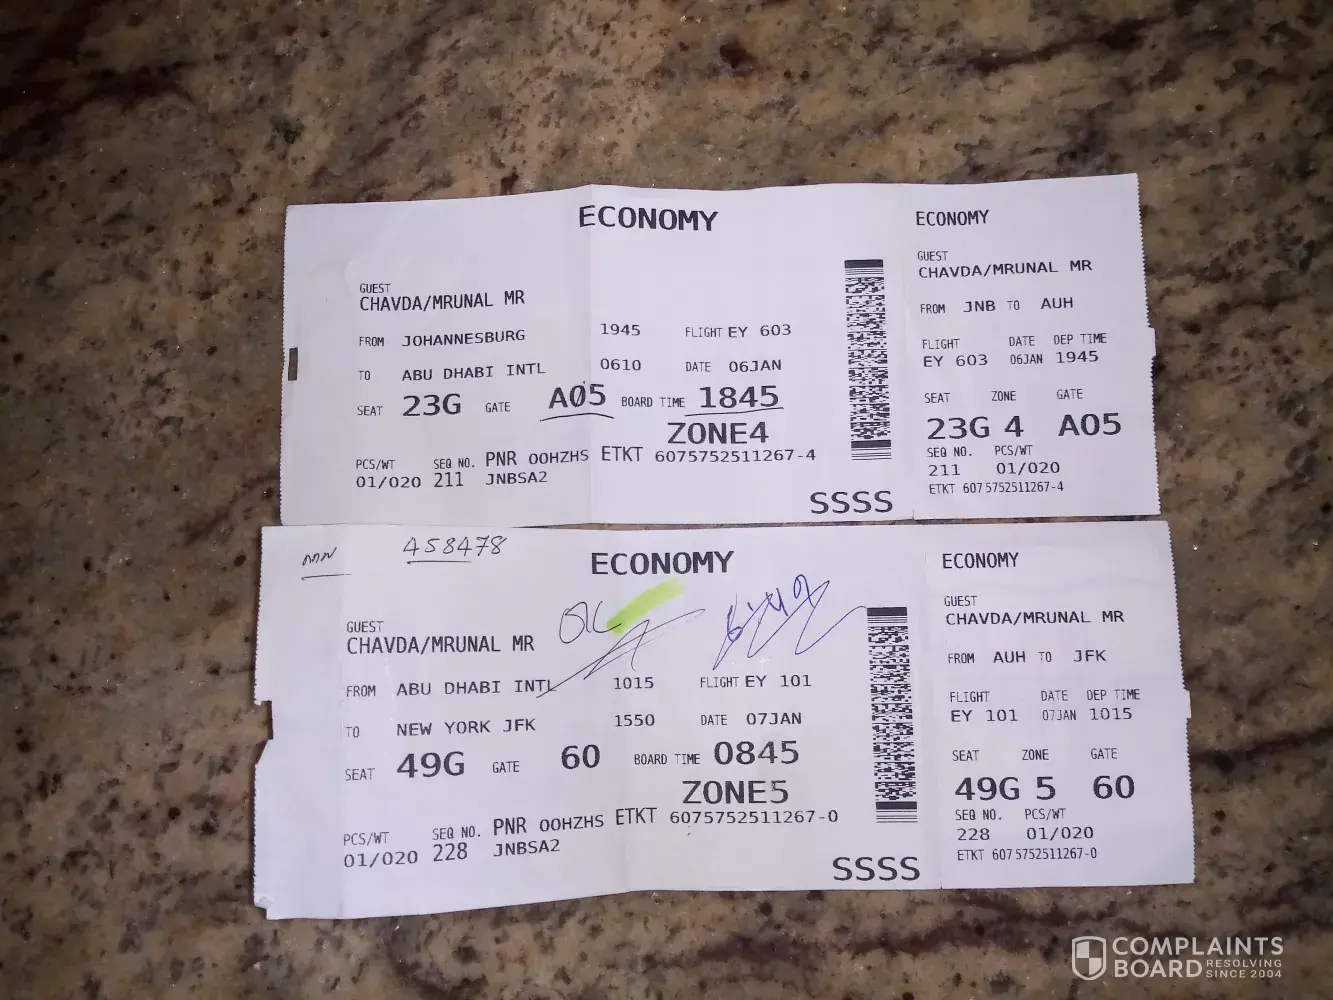 ECONOMY
GUEST
CHAVDA/MRUNAL MR
FROM JOHANNESBURG 1945 FLIGHT EY 603
TO ABU DHABI INTL 0610 DATE 06JAN
SEAT 23G GATE A05 BOARD TIME 1845
ZONE4
PCS/WT SEQ NO. PNR OOHZHS ETKT 6075752511267-4
01/020 211 JNBSA2
SSSS
ECONOMY
GUEST
CHAVDA/MRUNAL MR
FROM JNB TO AUH
FLIGHT DATE DEP TIME
EY 603 06JAN 1945
SEAT ZONE GATE
23G 4 A05
SEQ NO. PCS/WT
211 01/020
ETKT 6075752511267-4
458478
ECONOMY
OK
GUEST
CHAVDA/MRUNAL MR
FROM ABU DHABI INTL 1015 FLIGHT EY 101
TO NEW YORK JFK 1550 DATE 07JAN
SEAT 49G GATE 60 BOARD TIME 0845
ZONE5
PCS/WT SEQ NO. PNR OOHZHS ETKT 6075752511267-0
01/020 228 JNBSA2
SSSS
ECONOMY
GUEST
CHAVDA/MRUNAL MR
FROM AUH TO JFK
FLIGHT DATE DEP TIME
EY 101 07JAN 1015
SEAT ZONE GATE
49G 5 60
SEQ NO. PCS/WT
228 01/020
ETKT 6075752511267-0
COMPLAINTS
BOARD RESOLVING
SINCE 2004